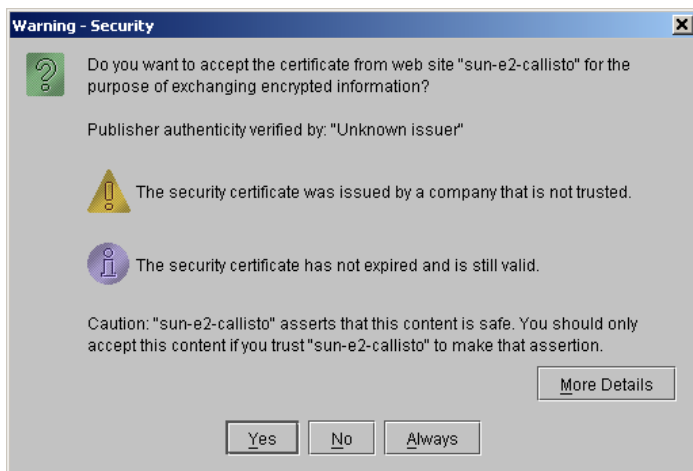 Warning - Security
Do you want to accept the certificate from web site "sun-e2-callisto" for the
purpose of exchanging encrypted information?
Publisher authenticity verified by: "Unknown issuer"
The security certificate was issued by a company that is not trusted.
The security certificate has not expired and is still valid.
Caution: "sun-e2-callisto" asserts that this content is safe. You should only
accept this content if you trust "sun-e2-callisto" to make that assertion.
More Details
Yes No Always